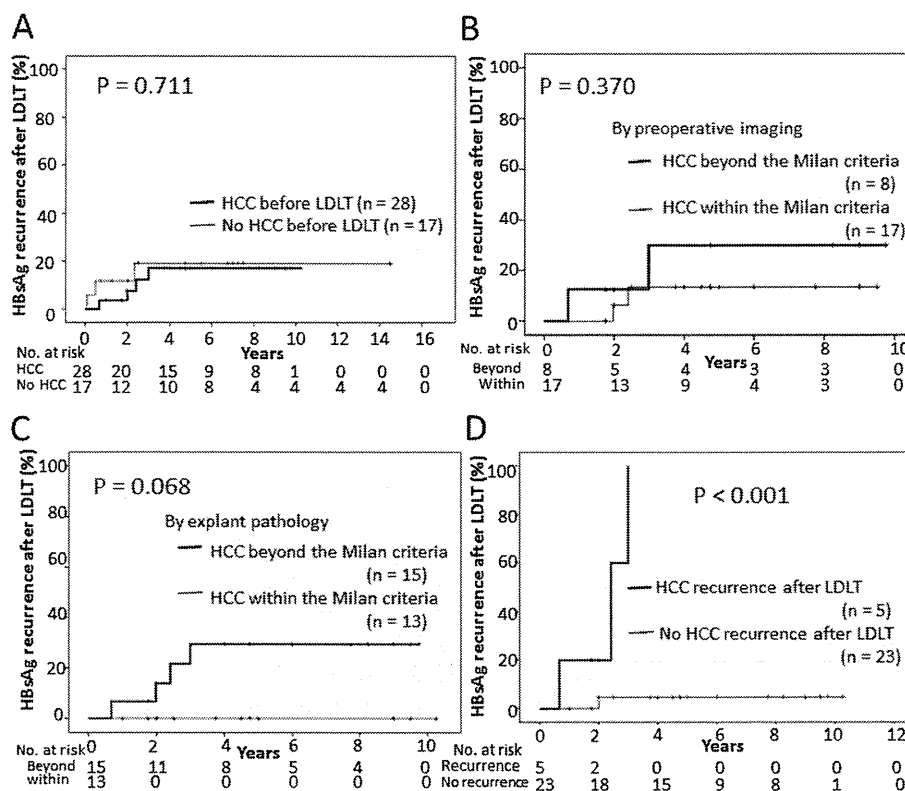 A
HBsAg recurrence after LDLT (%)
100
80
60
40
20
0
P = 0.711
HCC before LDLT (n = 28)
No HCC before LDLT (n = 17)
0 2 4 6 8 10 12 14 16
Years
No. at risk
HCC 28 20 15 9 8 1 0 0 0
No HCC 17 12 10 8 4 4 4 4 0
B
HBsAg recurrence after LDLT (%)
100
80
60
40
20
0
P = 0.370
By preoperative imaging
HCC beyond the Milan criteria
(n = 8)
HCC within the Milan criteria
(n = 17)
0 2 4 6 8 10
Years
No. at risk
Beyond 8 5 4 3 3 0
Within 17 13 9 4 3 0
C
HBsAg recurrence after LDLT (%)
100
80
60
40
20
0
P = 0.068
By explant pathology
HCC beyond the Milan criteria
(n = 15)
HCC within the Milan criteria
(n = 13)
0 2 4 6 8 10
Years
No. at risk
Beyond 15 11 8 5 4 0
within 13 0 0 0 0 0
D
HBsAg recurrence after LDLT (%)
100
80
60
40
20
0
P < 0.001
HCC recurrence after LDLT
(n = 5)
No HCC recurrence after LDLT
(n = 23)
0 2 4 6 8 10 12
Years
No. at risk
Recurrence 5 2 0 0 0 0 0
No recurrence 23 18 15 9 8 1 0